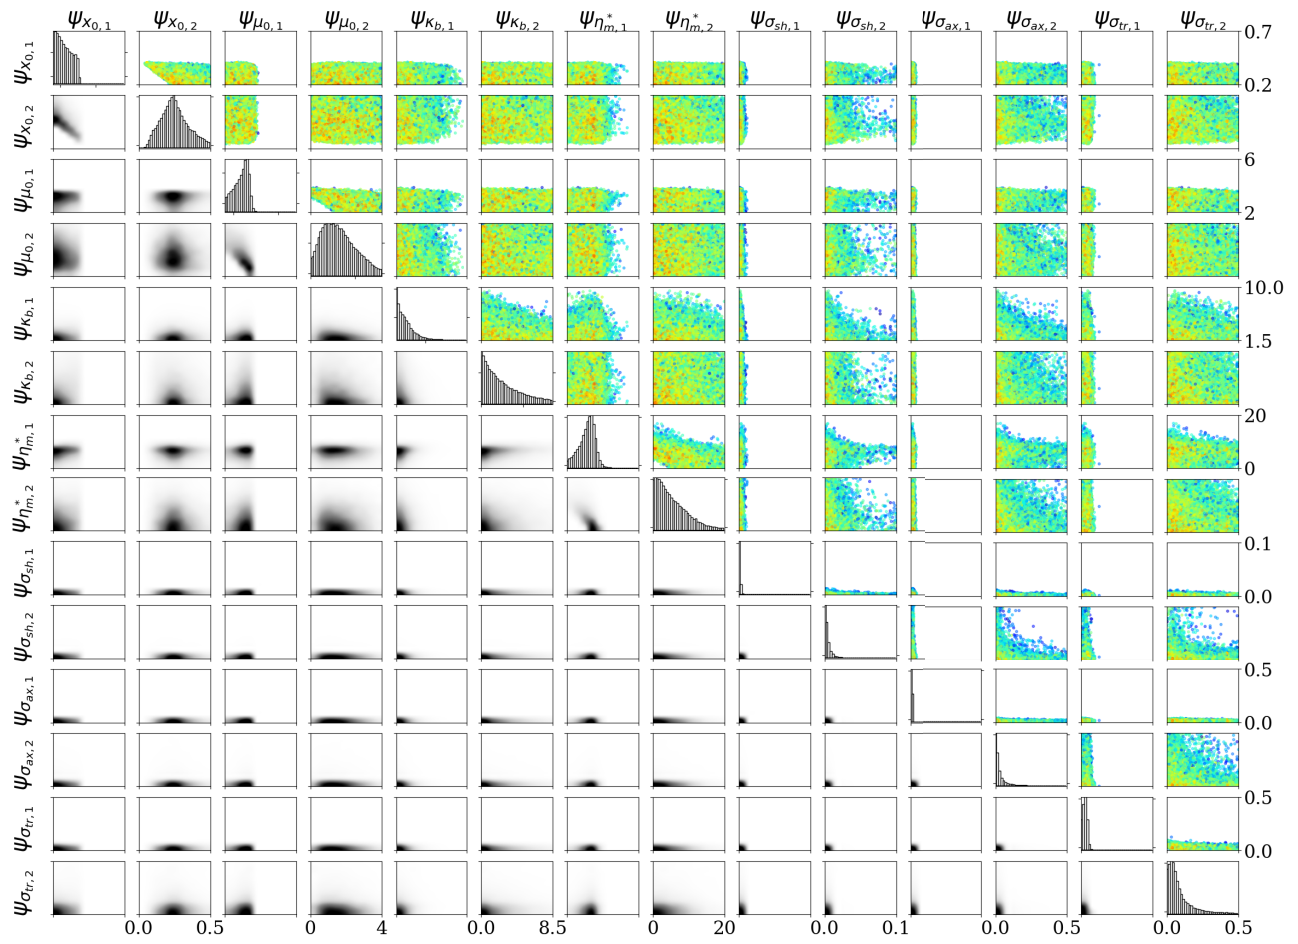 ψx₀,₁ ψx₀,₂ ψμ₀,₁ ψμ₀,₂ ψκb,₁ ψκb,₂ ψη*m,₁ ψη*m,₂ ψσsh,₁ ψσsh,₂ ψσax,₁ ψσax,₂ ψσtr,₁ ψσtr,₂
ψx₀,₁ 0.7
0.2
ψx₀,₂
ψμ₀,₁ 6
2
ψμ₀,₂
ψκb,₁ 10.0
1.5
ψκb,₂
ψη*m,₁ 20
0
ψη*m,₂
ψσsh,₁ 0.1
0.0
ψσsh,₂
ψσax,₁ 0.5
0.0
ψσax,₂
ψσtr,₁ 0.5
0.0
ψσtr,₂
0.0 0.5 0 4 0.0 8.5 0 20 0.0 0.1 0.0 0.5 0.0 0.5